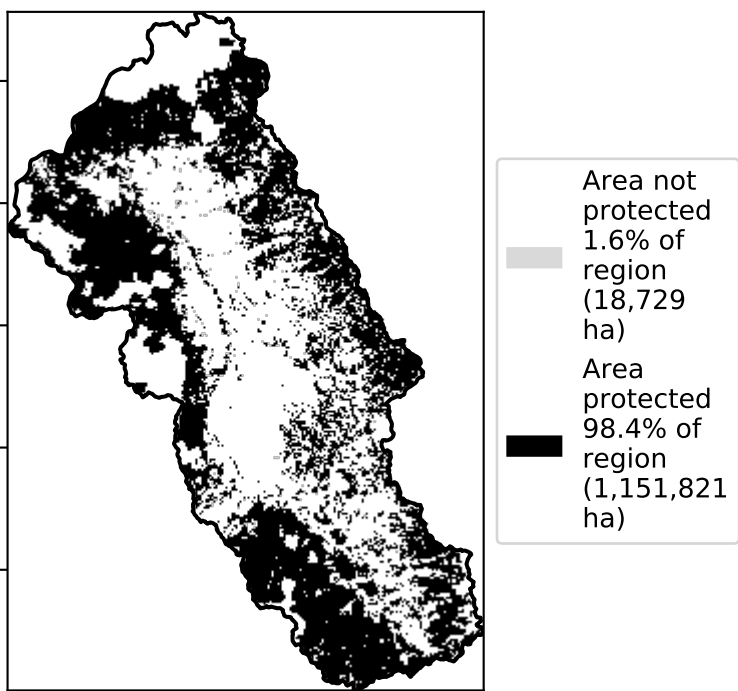 Area not
protected
1.6% of
region
(18,729
ha)
Area
protected
98.4% of
region
(1,151,821
ha)